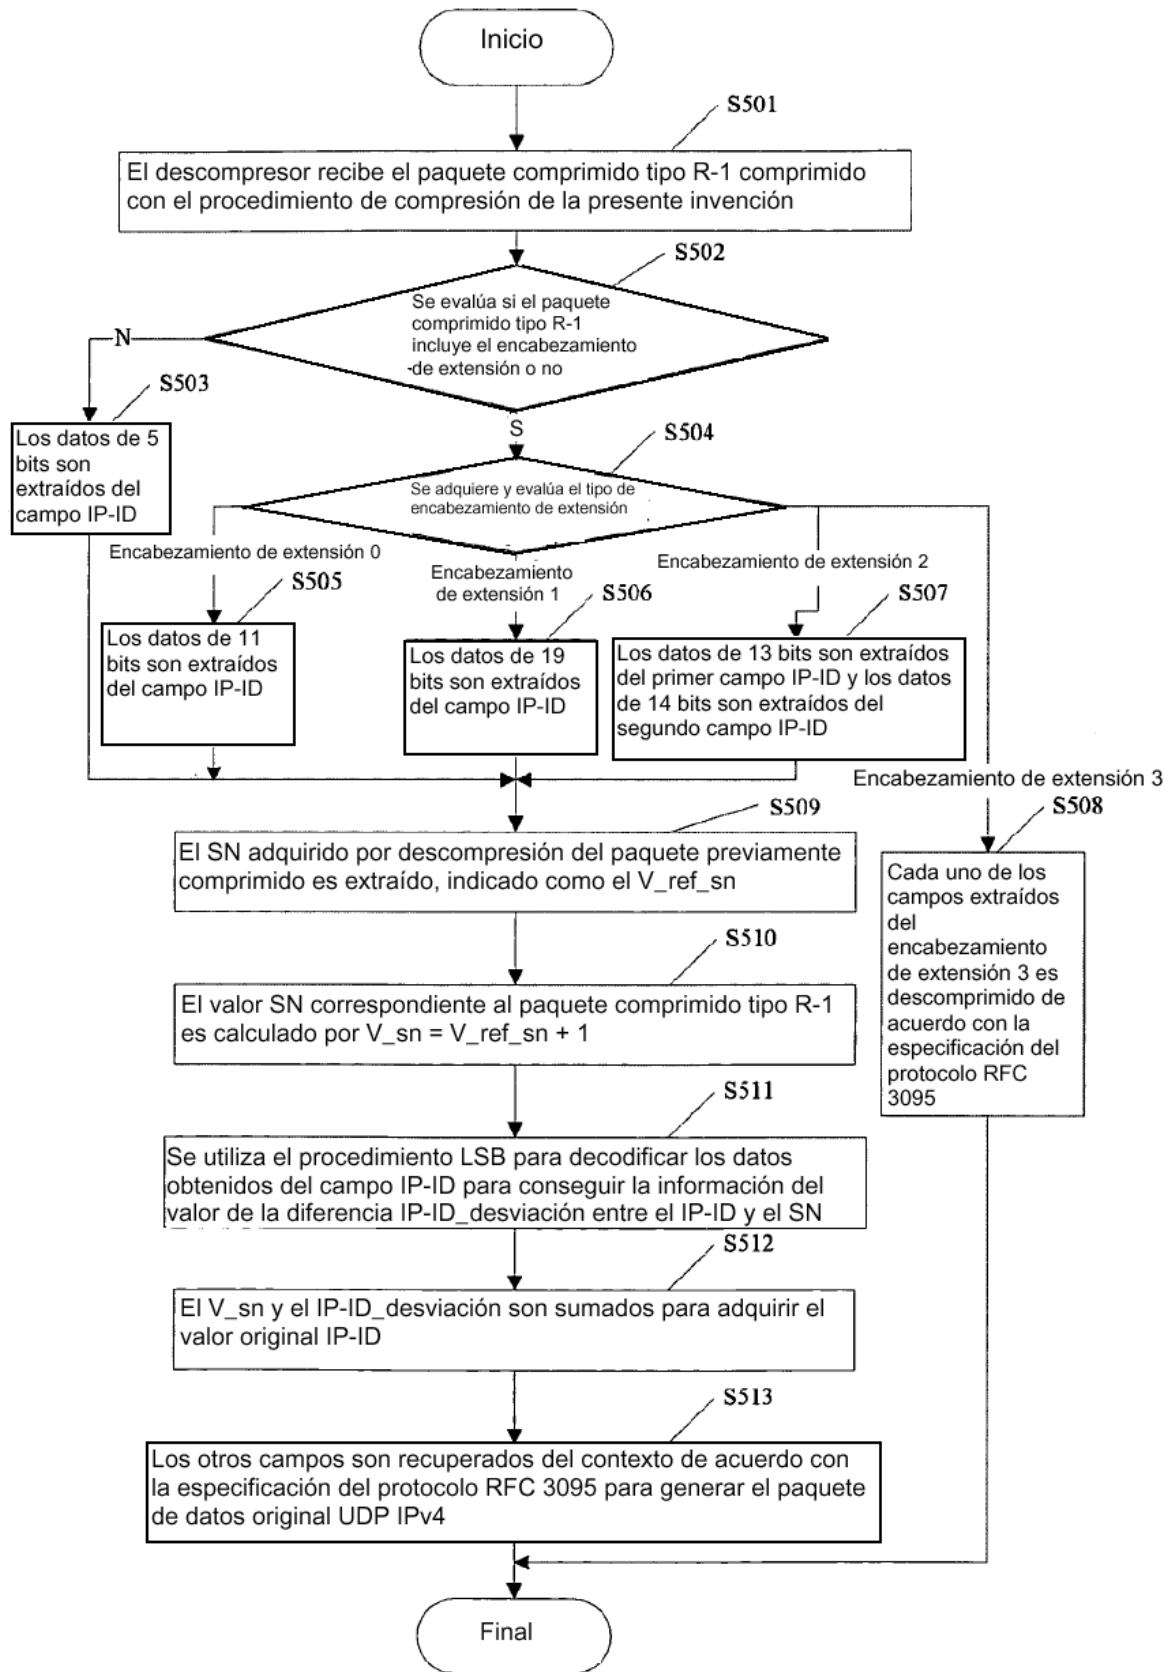 Inicio
S501
El descompresor recibe el paquete comprimido tipo R-1 comprimido
con el procedimiento de compresión de la presente invención
S502
Se evalúa si el paquete
comprimido tipo R-1
incluye el encabezamiento
de extensión o no
N
S503
Los datos de 5
bits son
extraídos del
campo IP-ID
S
S504
Se adquiere y evalúa el tipo de
encabezamiento de extensión
Encabezamiento de extensión 0
S505
Los datos de 11
bits son extraídos
del campo IP-ID
Encabezamiento
de extensión 1
S506
Los datos de 19
bits son extraídos
del campo IP-ID
Encabezamiento de extensión 2
S507
Los datos de 13 bits son extraídos
del primer campo IP-ID y los datos
de 14 bits son extraídos del
segundo campo IP-ID
Encabezamiento de extensión 3
S508
Cada uno de los
campos extraídos
del
encabezamiento
de extensión 3 es
descomprimido de
acuerdo con la
especificación del
protocolo RFC
3095
S509
El SN adquirido por descompresión del paquete previamente
comprimido es extraído, indicado como el V_ref_sn
S510
El valor SN correspondiente al paquete comprimido tipo R-1
es calculado por V_sn = V_ref_sn + 1
S511
Se utiliza el procedimiento LSB para decodificar los datos
obtenidos del campo IP-ID para conseguir la información del
valor de la diferencia IP-ID_desviación entre el IP-ID y el SN
S512
El V_sn y el IP-ID_desviación son sumados para adquirir el
valor original IP-ID
S513
Los otros campos son recuperados del contexto de acuerdo con
la especificación del protocolo RFC 3095 para generar el paquete
de datos original UDP IPv4
Final